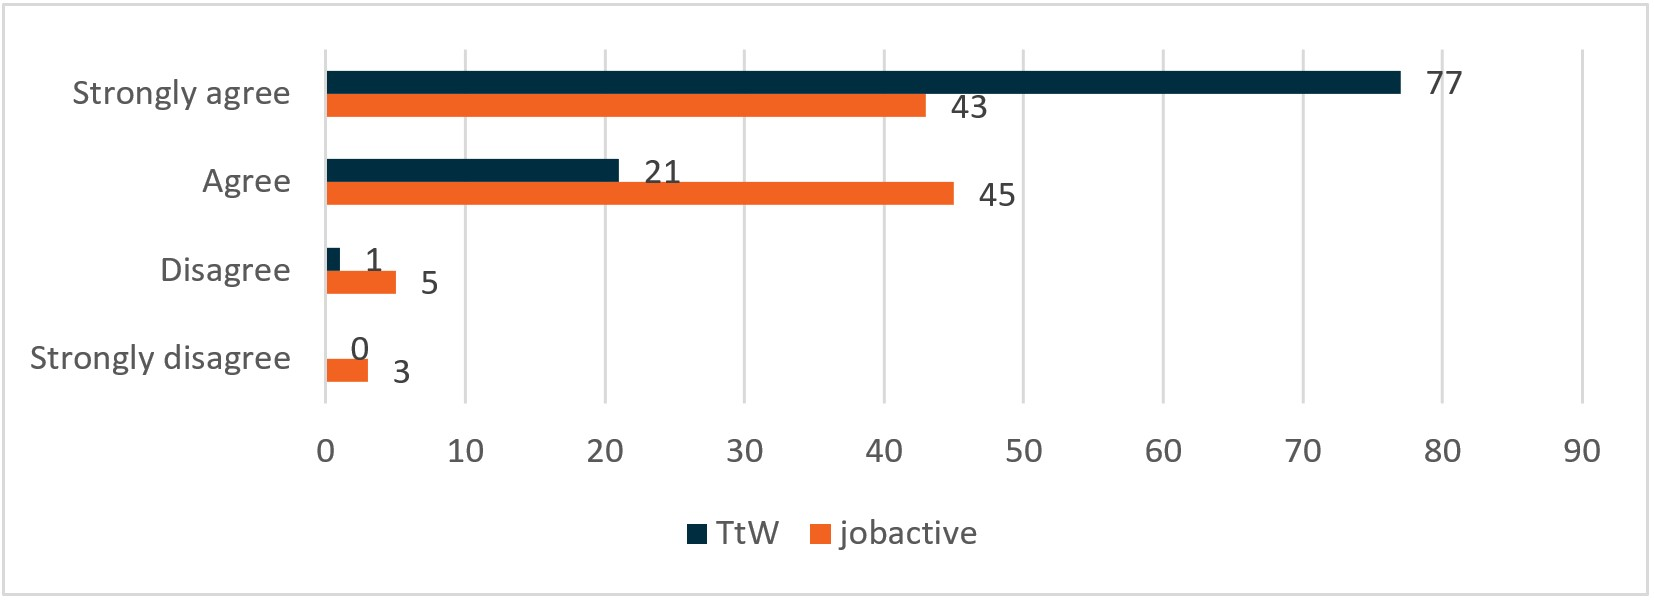 Strongly agree
77
43
Agree
21
45
Disagree
1
5
Strongly disagree
0
3
0 10 20 30 40 50 60 70 80 90
TtW jobactive